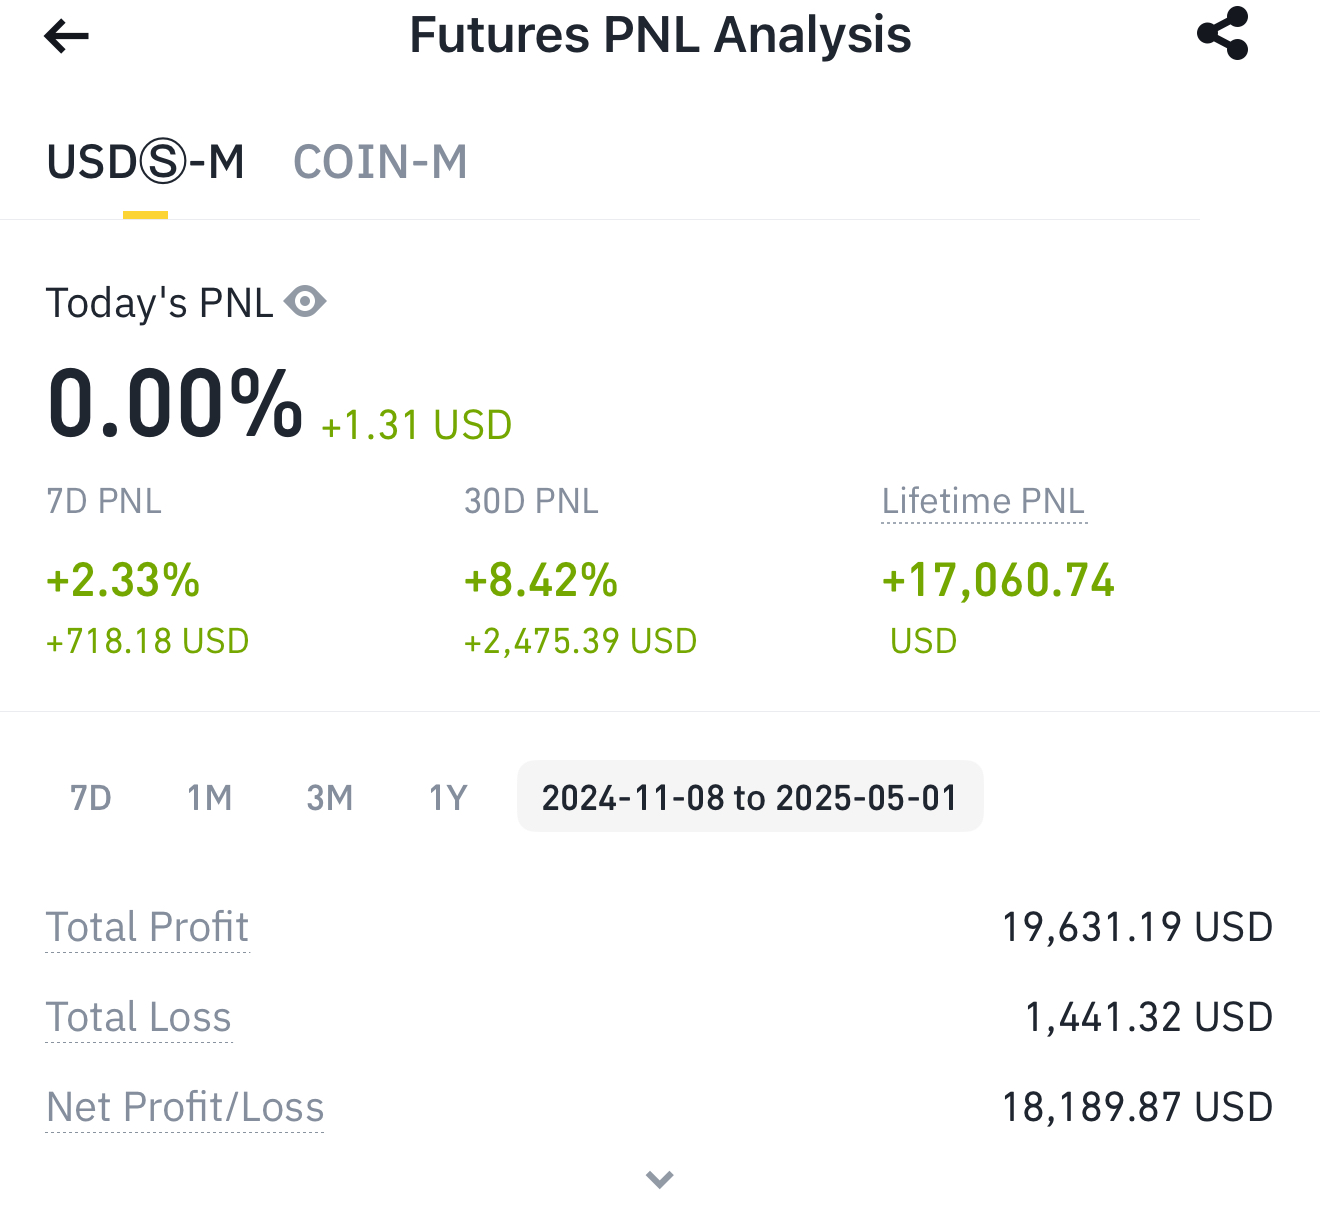 Futures PNL Analysis
USDⓈ-M COIN-M
Today's PNL
0.00% +1.31 USD
7D PNL 30D PNL Lifetime PNL
+2.33% +8.42% +17,060.74
+718.18 USD +2,475.39 USD USD
7D 1M 3M 1Y 2024-11-08 to 2025-05-01
Total Profit 19,631.19 USD
Total Loss 1,441.32 USD
Net Profit/Loss 18,189.87 USD